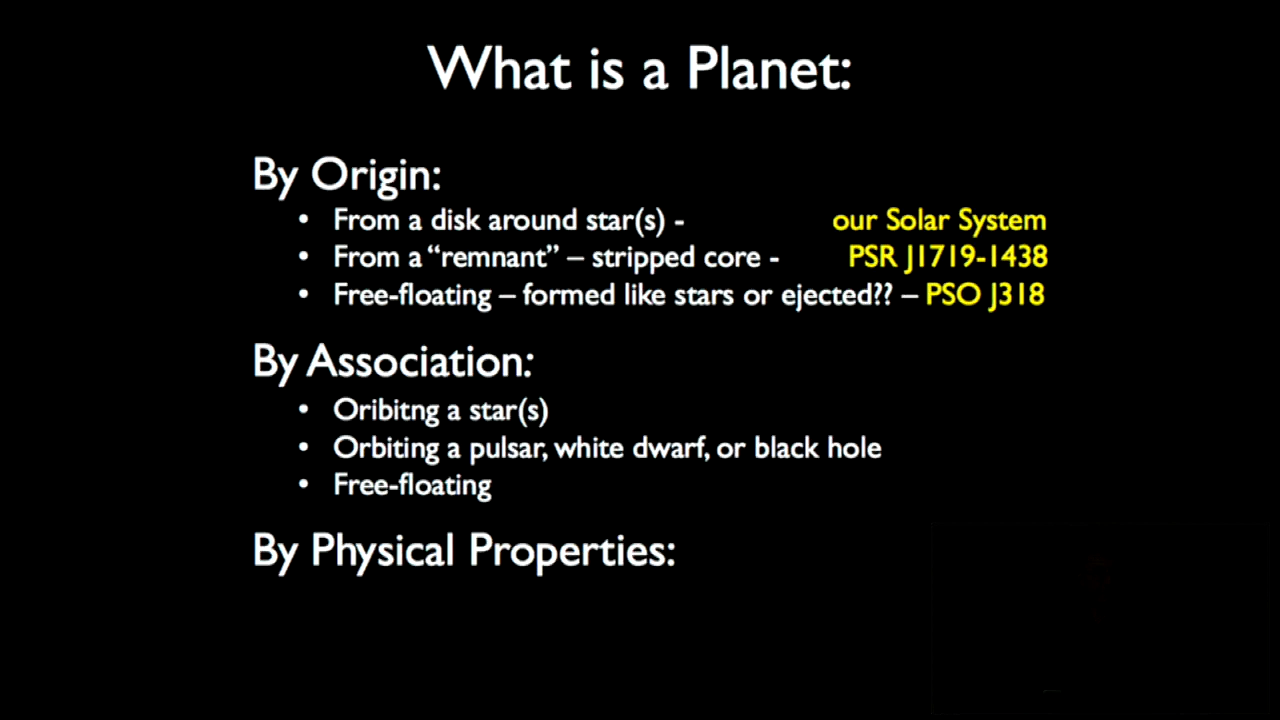 What is a Planet:
By Origin:
• From a disk around star(s) - our Solar System
• From a “remnant” – stripped core - PSR J1719-1438
• Free-floating – formed like stars or ejected?? – PSO J318
By Association:
• Oribitng a star(s)
• Orbiting a pulsar, white dwarf, or black hole
• Free-floating
By Physical Properties: